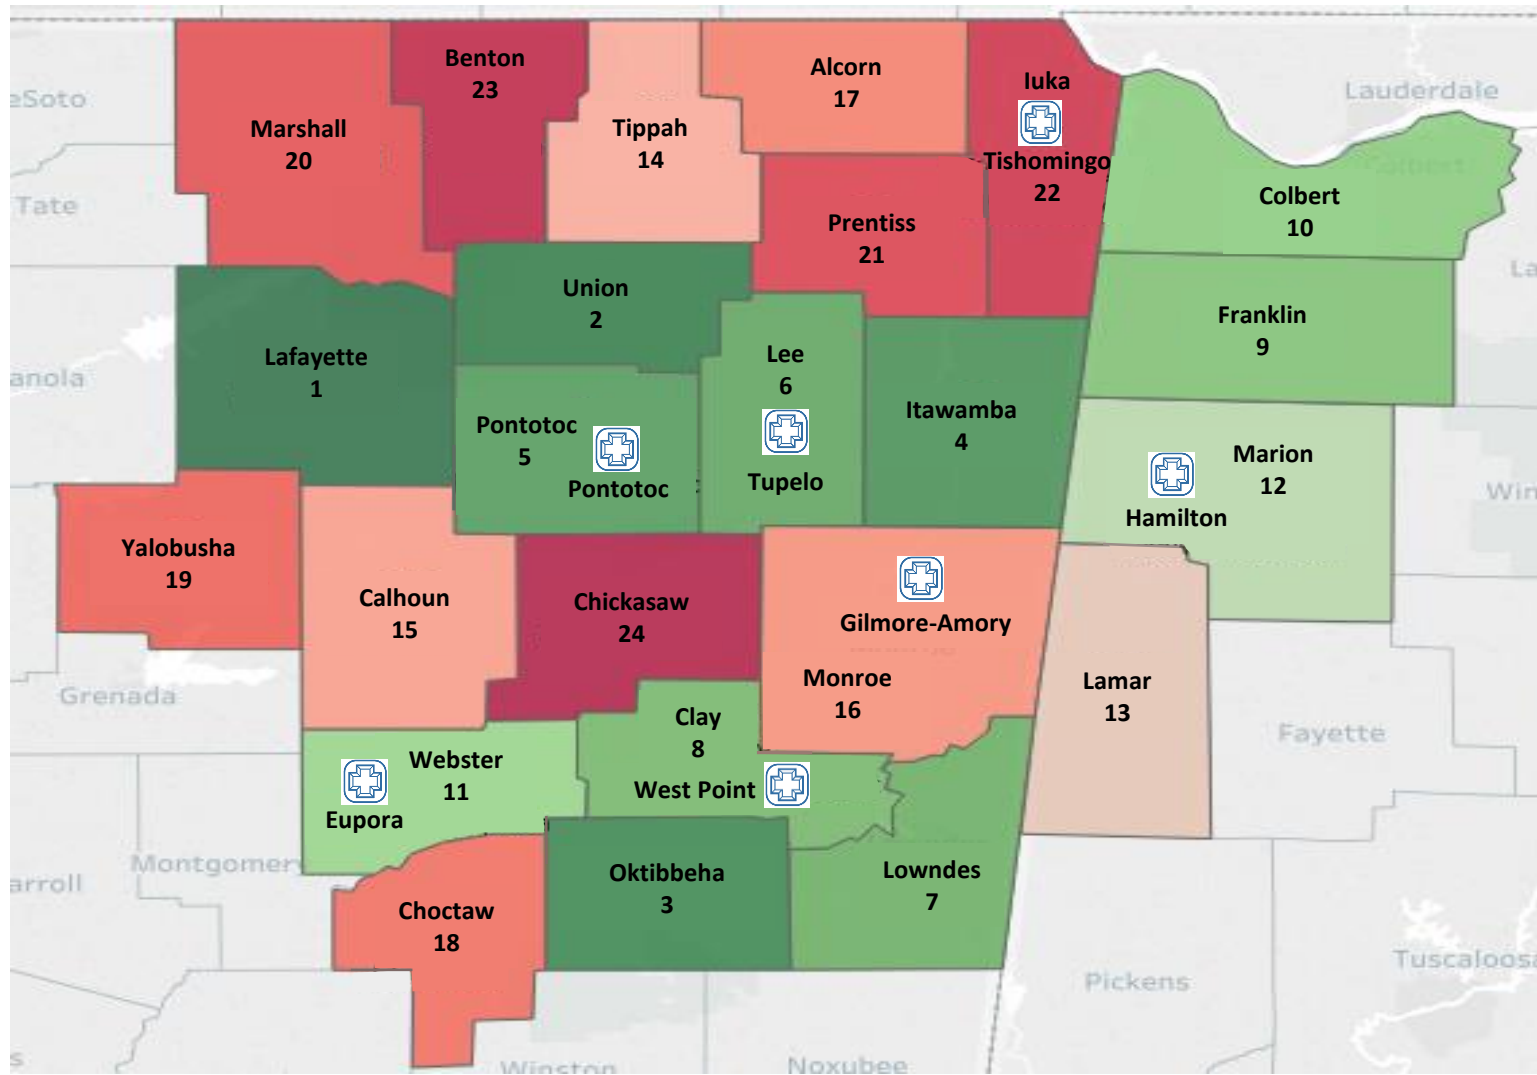 Benton
23
Alcorn
17
Iuka
Lauderdale
eSoto
Marshall
20
Tippah
14
Tishomingo
22
Colbert
Tate
Colbert
10
Prentiss
21
La
Union
2
Franklin
9
Lafayette
1
Lee
6
anola
Itawamba
4
Pontotoc
5
Pontotoc
Tupelo
Marion
12
Hamilton
Win
Yalobusha
19
Calhoun
15
Chickasaw
24
Gilmore-Amory
Monroe
16
Lamar
13
Grenada
Clay
8
Fayette
Webster
11
West Point
Eupora
Montgomery
arroll
Oktibbeha
3
Lowndes
7
Choctaw
18
Tuscaloosa
Pickens
s
Winston
Noxubee